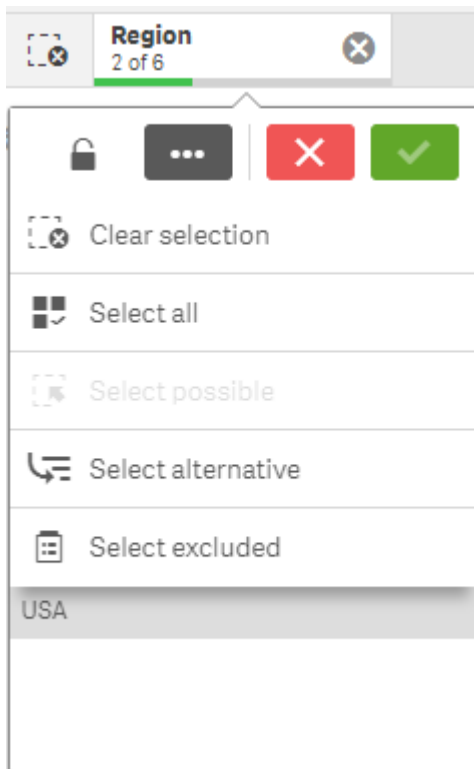 Region
2 of 6
Clear selection
Select all
Select possible
Select alternative
Select excluded
USA